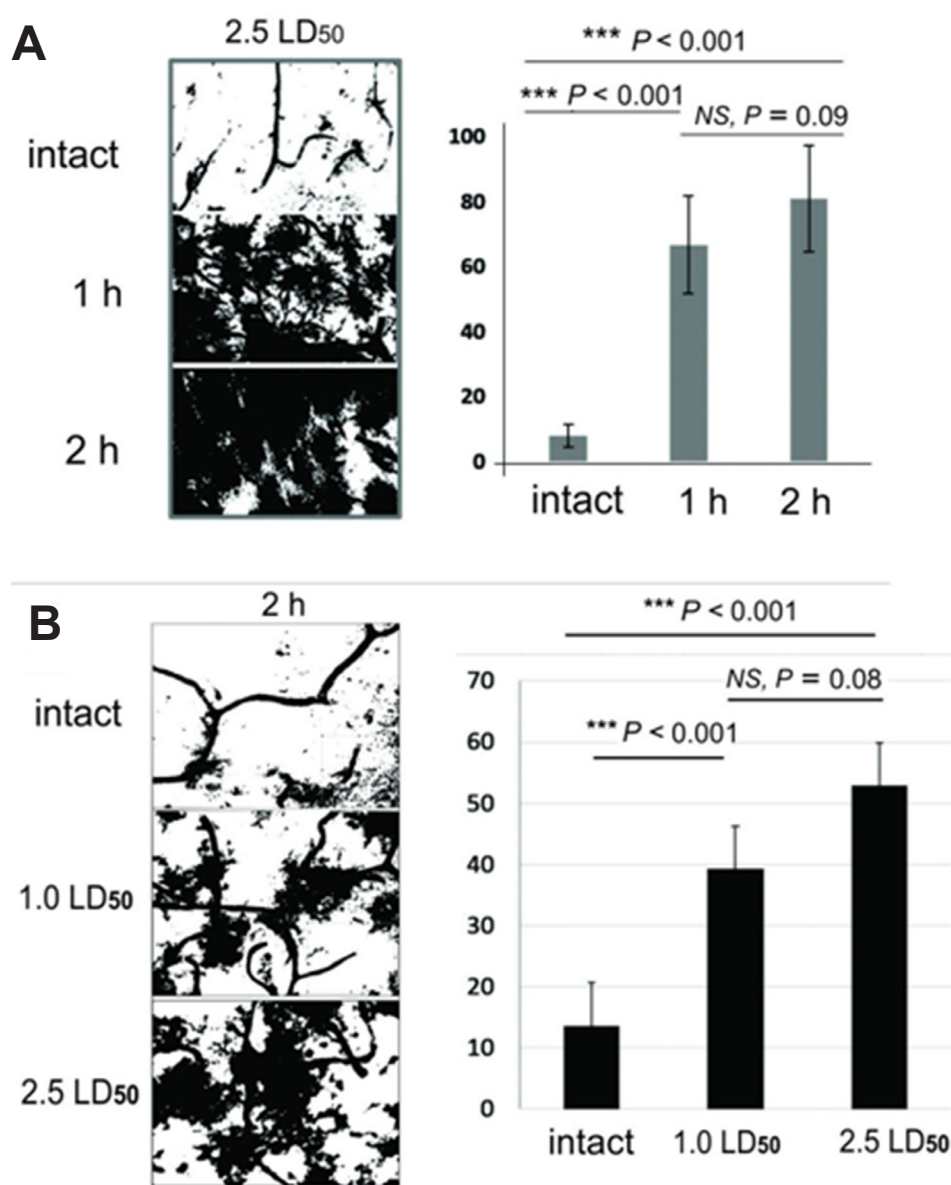 A
2.5 LD50
intact
1 h
2 h
*** P < 0.001
*** P < 0.001
NS, P = 0.09
100
80
60
40
20
0
intact 1 h 2 h
B
2 h
intact
1.0 LD50
2.5 LD50
*** P < 0.001
NS, P = 0.08
*** P < 0.001
70
60
50
40
30
20
10
0
intact 1.0 LD50 2.5 LD50